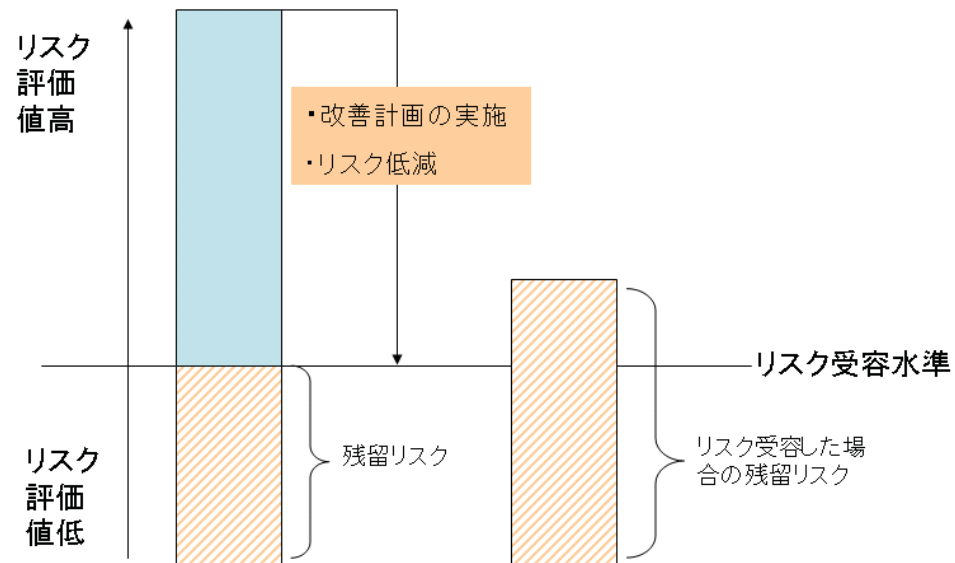 リスク
評価
値高
・改善計画の実施
・リスク低減
リスク受容水準
リスク
評価
値低
残留リスク
リスク受容した場
合の残留リスク